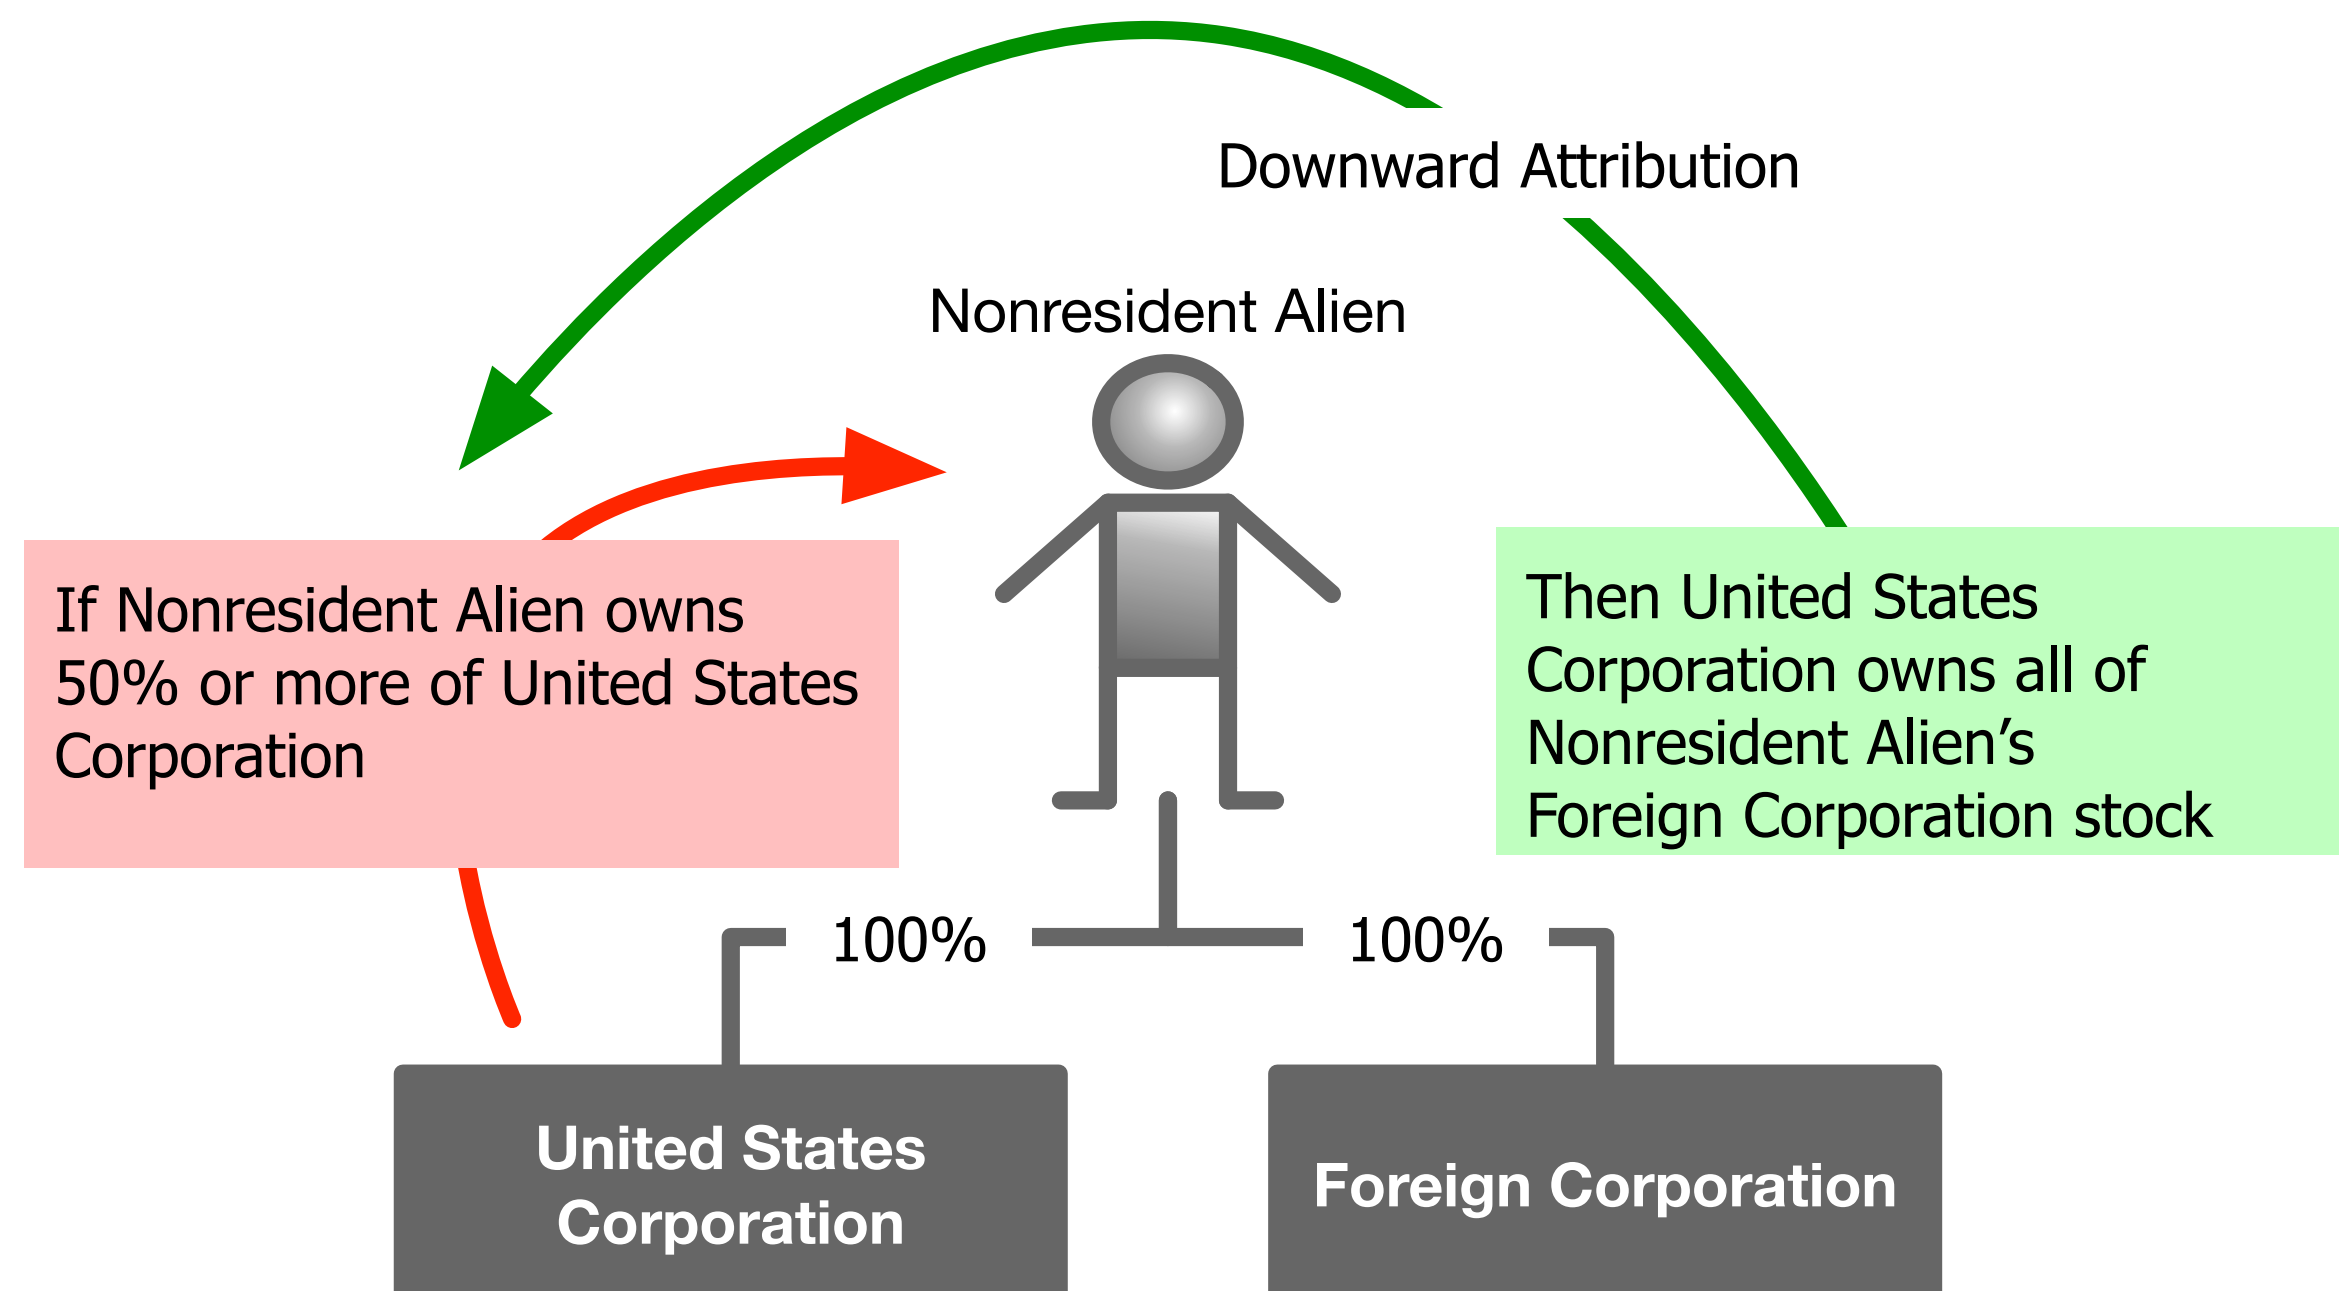 Downward Attribution
Nonresident Alien
If Nonresident Alien owns
50% or more of United States
Corporation
Then United States
Corporation owns all of
Nonresident Alien’s
Foreign Corporation stock
100%
100%
United States
Corporation
Foreign Corporation